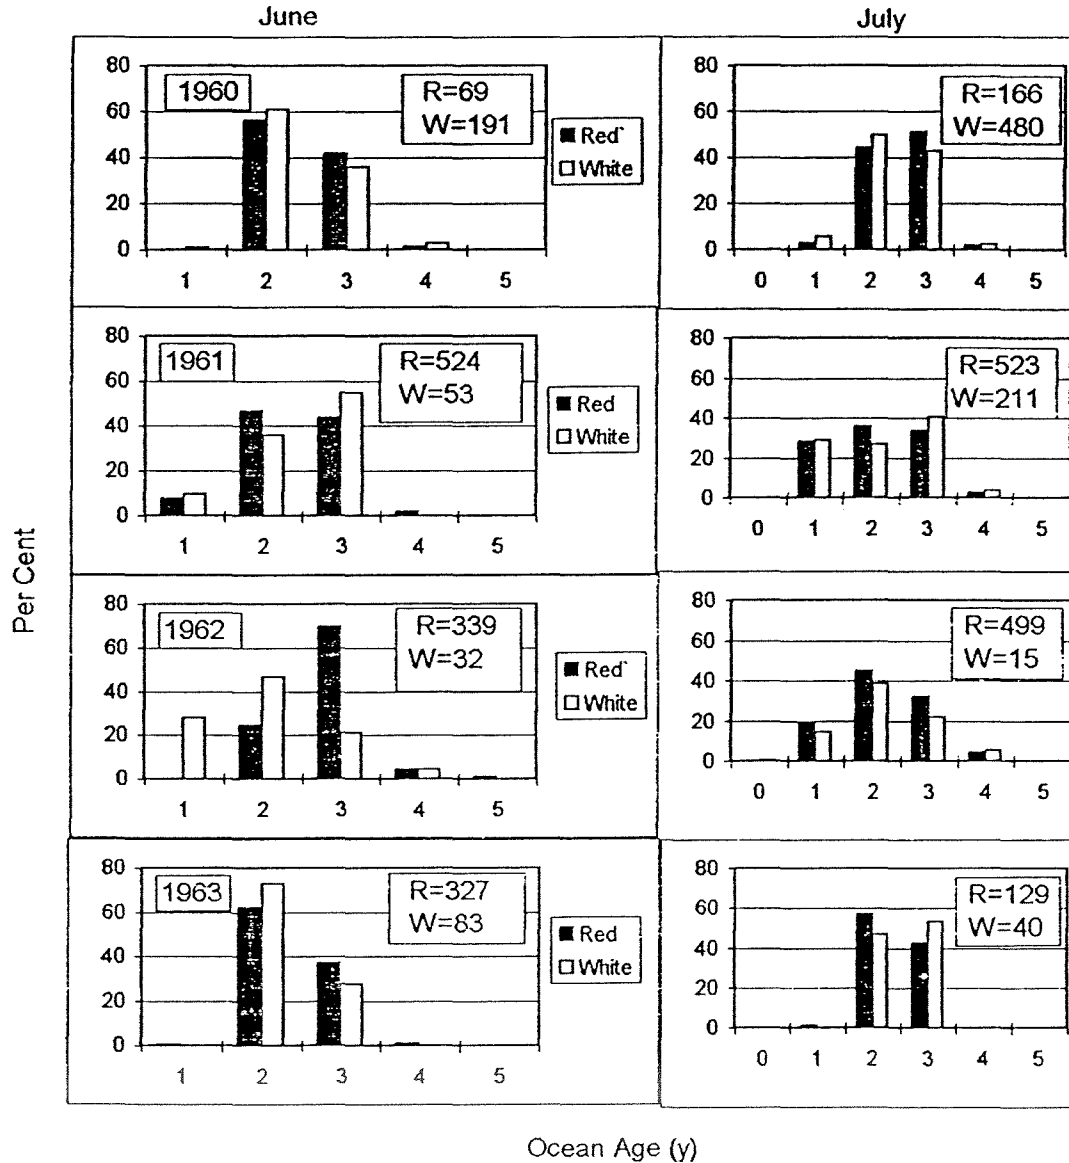 June July
80
60
40
20
0
1960
R=69
W=191
Red`
White
1 2 3 4 5
80
60
40
20
0
R=166
W=480
0 1 2 3 4 5
80
60
40
20
0
1961
R=524
W=53
Red
White
1 2 3 4 5
80
60
40
20
0
R=523
W=211
0 1 2 3 4 5
Per Cent
80
60
40
20
0
1962
R=339
W=32
Red`
White
1 2 3 4 5
80
60
40
20
0
R=499
W=15
0 1 2 3 4 5
80
60
40
20
0
1963
R=327
W=83
Red
White
1 2 3 4 5
80
60
40
20
0
R=129
W=40
0 1 2 3 4 5
Ocean Age (y)